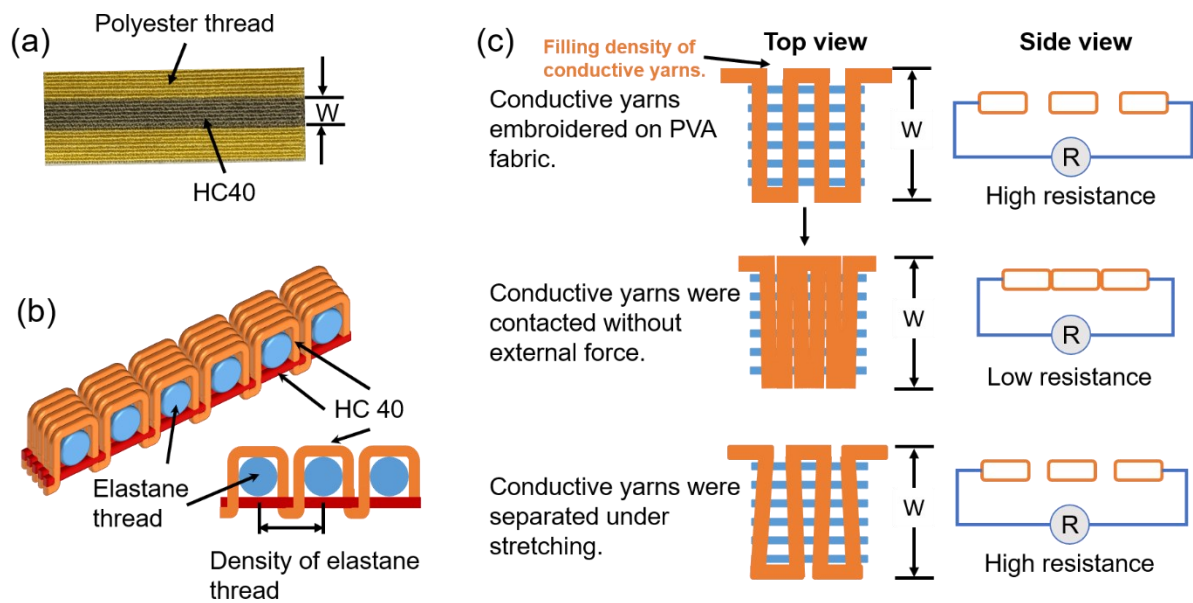 (a)
Polyester thread
W
HC40
(b)
HC 40
Elastane
thread
Density of elastane
thread
(c)
Filling density of
conductive yarns.
Top view
Side view
Conductive yarns
embroidered on PVA
fabric.
W
R
High resistance
Conductive yarns were
contacted without
external force.
W
R
Low resistance
Conductive yarns were
separated under
stretching.
W
R
High resistance